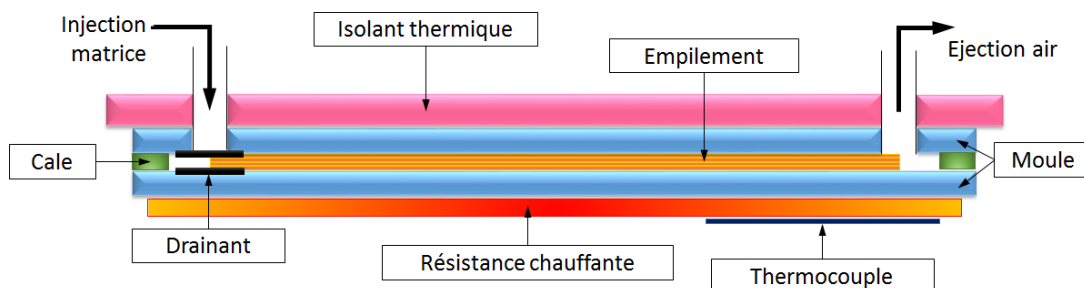 Injection
matrice
Isolant thermique
Empilement
Ejection air
Cale
Moule
Drainant
Résistance chauffante
Thermocouple